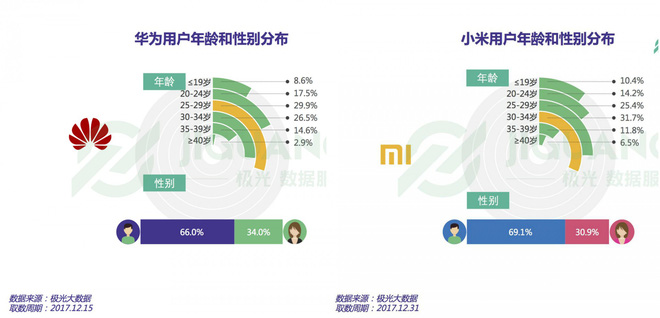 华为用户年龄和性别分布
年龄
≤19岁 8.6%
20-24岁 17.5%
25-29岁 29.9%
30-34岁 26.5%
35-39岁 14.6%
≥40岁 2.9%
性别
66.0% 34.0%
数据来源：极光大数据
取数周期：2017.12.15
小米用户年龄和性别分布
年龄
≤19岁 10.4%
20-24岁 14.2%
25-29岁 25.4%
30-34岁 31.7%
35-39岁 11.8%
≥40岁 6.5%
MI
性别
69.1% 30.9%
数据来源：极光大数据
取数周期：2017.12.31
JIGUANG
极光 数据服